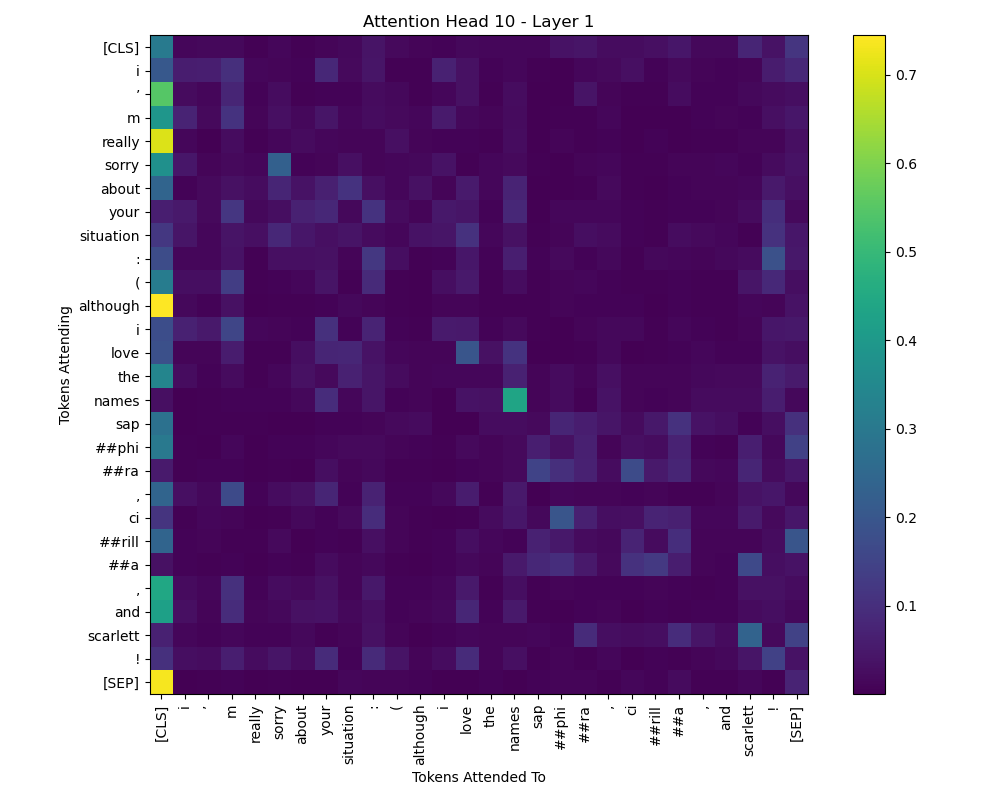 Attention Head 10 - Layer 1
Tokens Attending
[CLS]
i
’
m
really
sorry
about
your
situation
:
(
although
i
love
the
names
sap
##phi
##ra
,
ci
##rill
##a
,
and
scarlett
!
[SEP]
[CLS]
i
’
m
really
sorry
about
your
situation
:
(
although
i
love
the
names
sap
##phi
##ra
,
ci
##rill
##a
,
and
scarlett
!
[SEP]
Tokens Attended To
0.7
0.6
0.5
0.4
0.3
0.2
0.1